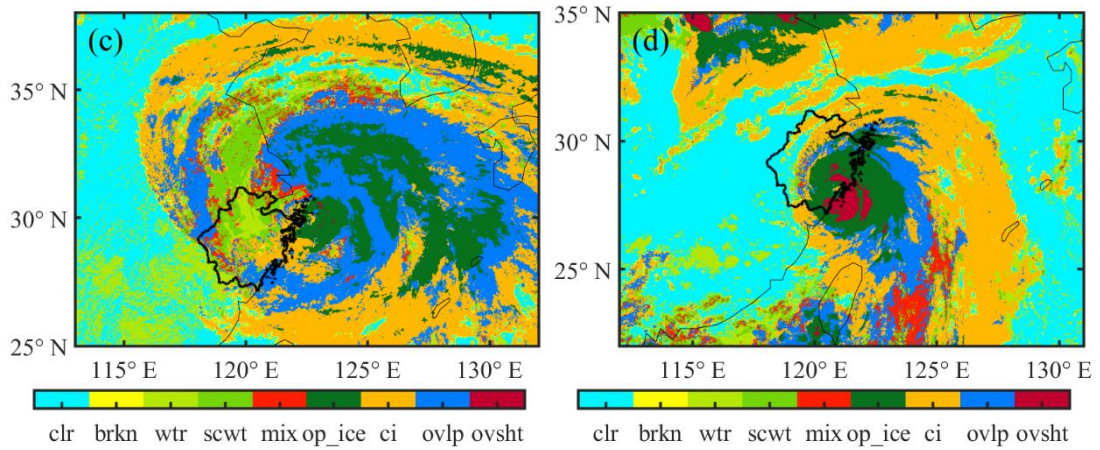 (c)
35° N
30° N
25° N
115° E 120° E 125° E 130° E
clr brkn wtr scwt mix op_ice ci ovlp ovsht
(d)
35° N
30° N
25° N
115° E 120° E 125° E 130° E
clr brkn wtr scwt mix op_ice ci ovlp ovsht